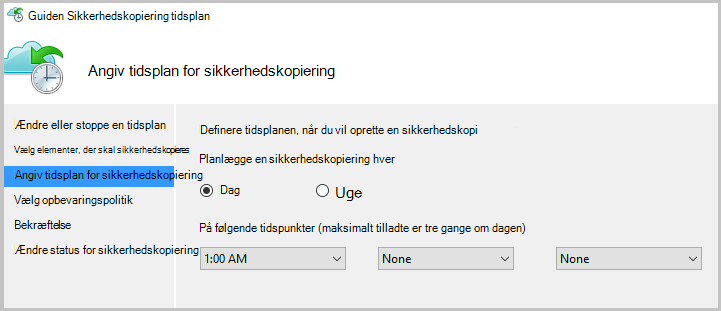 Guiden Sikkerhedskopiering tidsplan
Angiv tidsplan for sikkerhedskopiering
Ændre eller stoppe en tidsplan
Vælg elementer, der skal sikkerhedskopieres
Angiv tidsplan for sikkerhedskopiering
Vælg opbevaringspolitik
Bekræftelse
Ændre status for sikkerhedskopiering
Definere tidsplanen, når du vil oprette en sikkerhedskopi
Planlægge en sikkerhedskopiering hver
Dag Uge
På følgende tidspunkter (maksimalt tilladte er tre gange om dagen)
1:00 AM None None